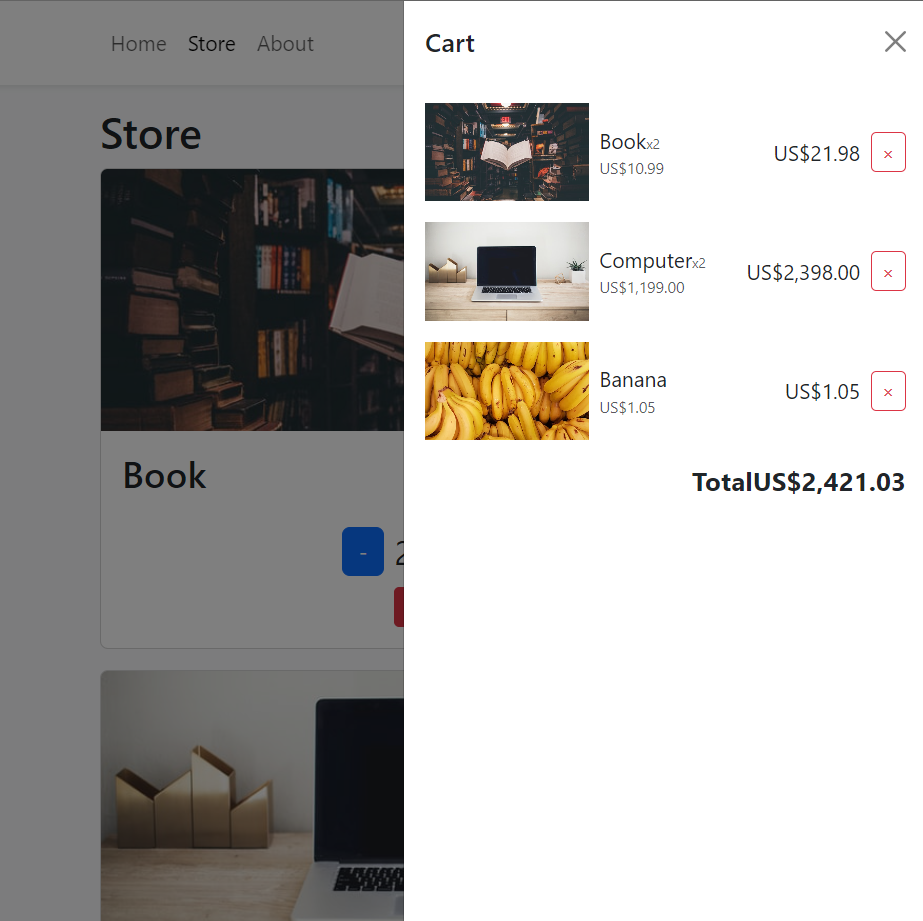 Home Store About
Store
Book
-
Cart
Bookx2
US$10.99
US$21.98
×
Computerx2
US$1,199.00
US$2,398.00
×
Banana
US$1.05
US$1.05
×
TotalUS$2,421.03